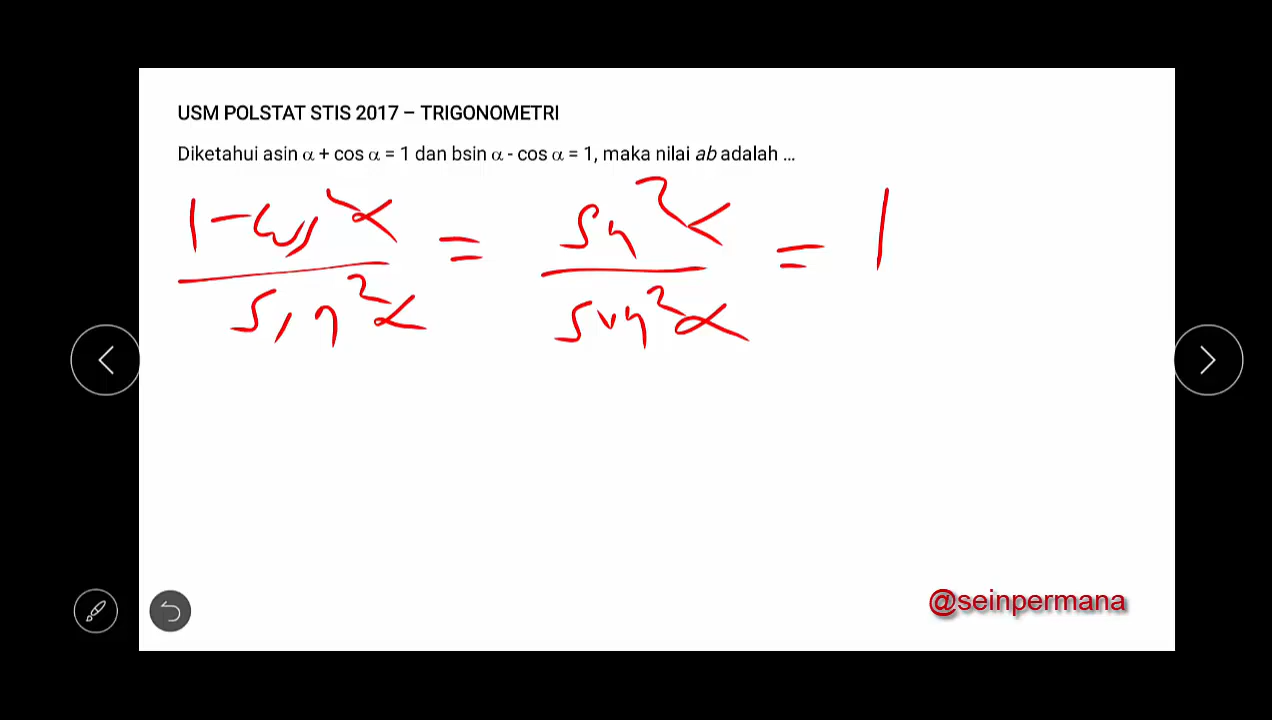 USM POLSTAT STIS 2017 – TRIGONOMETRI
Diketahui asin α + cos α = 1 dan bsin α - cos α = 1, maka nilai ab adalah ...
1 - cos²α / sin²α = sin²α / sin²α = 1
@seinpermana